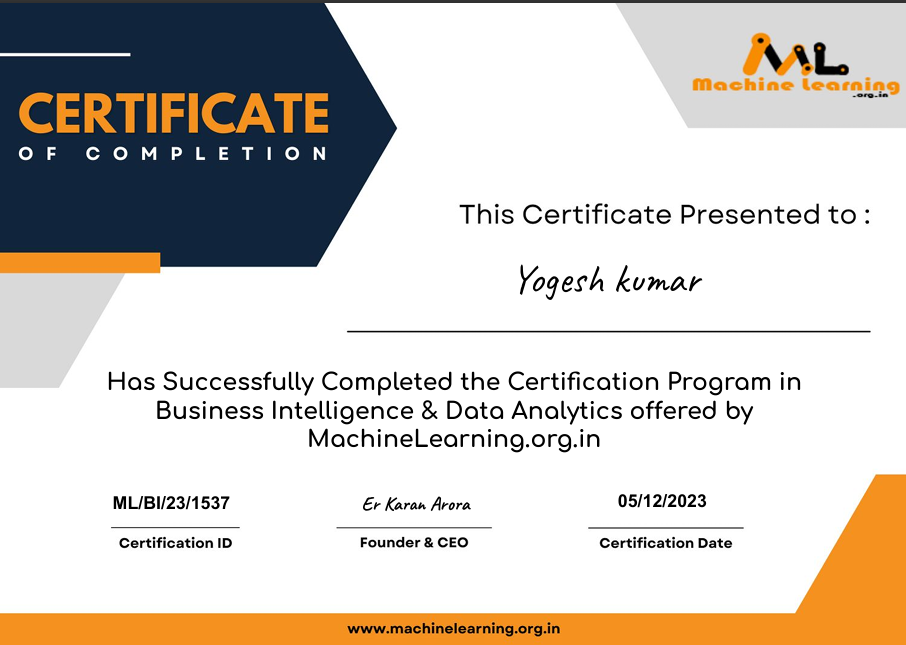 CERTIFICATE
OF COMPLETION
ML
Machine Learning
.org.in
This Certificate Presented to :
Yogesh kumar
Has Successfully Completed the Certification Program in
Business Intelligence & Data Analytics offered by
MachineLearning.org.in
ML/BI/23/1537
Certification ID
Er Karan Arora
Founder & CEO
05/12/2023
Certification Date
www.machinelearning.org.in